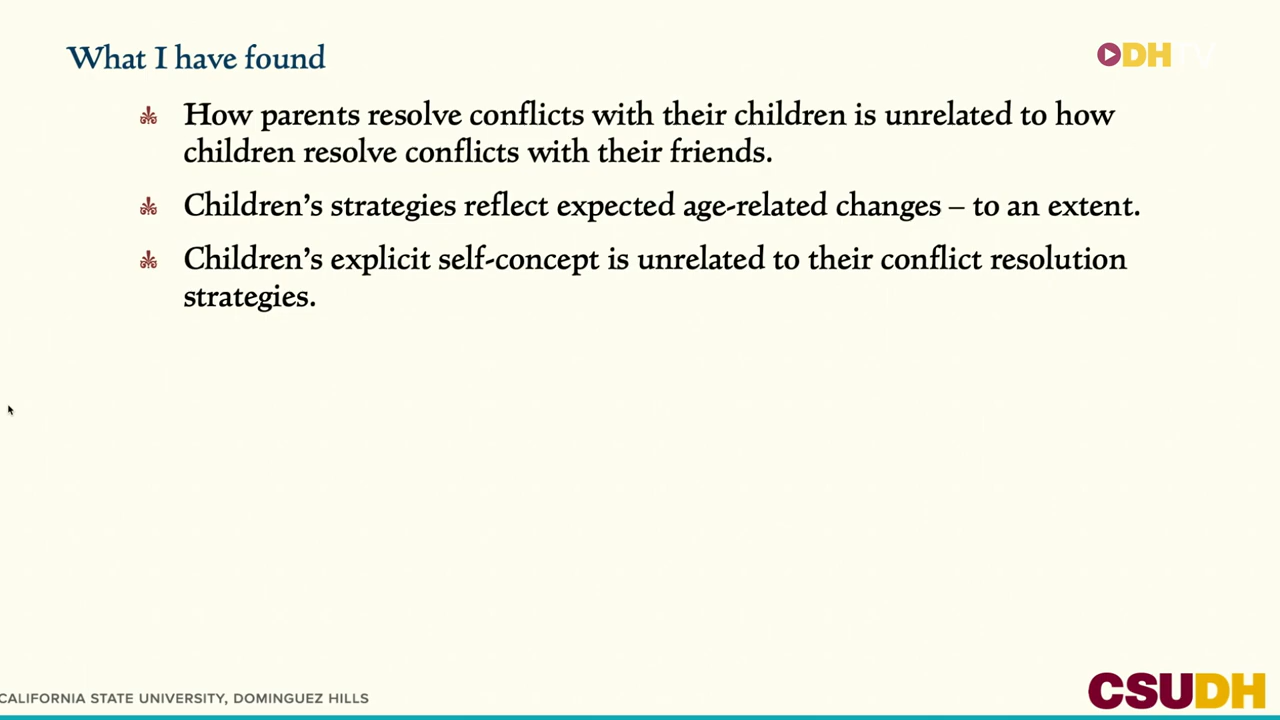 What I have found
DHTV
How parents resolve conflicts with their children is unrelated to how
children resolve conflicts with their friends.
Children’s strategies reflect expected age-related changes – to an extent.
Children’s explicit self-concept is unrelated to their conflict resolution
strategies.
CALIFORNIA STATE UNIVERSITY, DOMINGUEZ HILLS
CSUDH